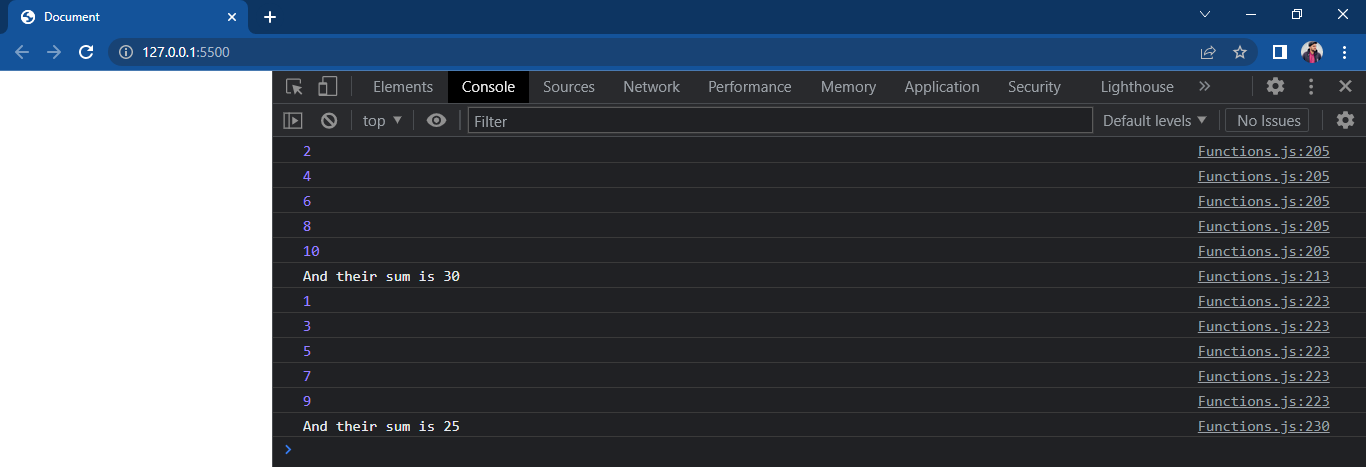 Document
127.0.0.1:5500
Elements Console Sources Network Performance Memory Application Security Lighthouse
top Filter Default levels No Issues
2 Functions.js:205
4 Functions.js:205
6 Functions.js:205
8 Functions.js:205
10 Functions.js:205
And their sum is 30 Functions.js:213
1 Functions.js:223
3 Functions.js:223
5 Functions.js:223
7 Functions.js:223
9 Functions.js:223
And their sum is 25 Functions.js:230